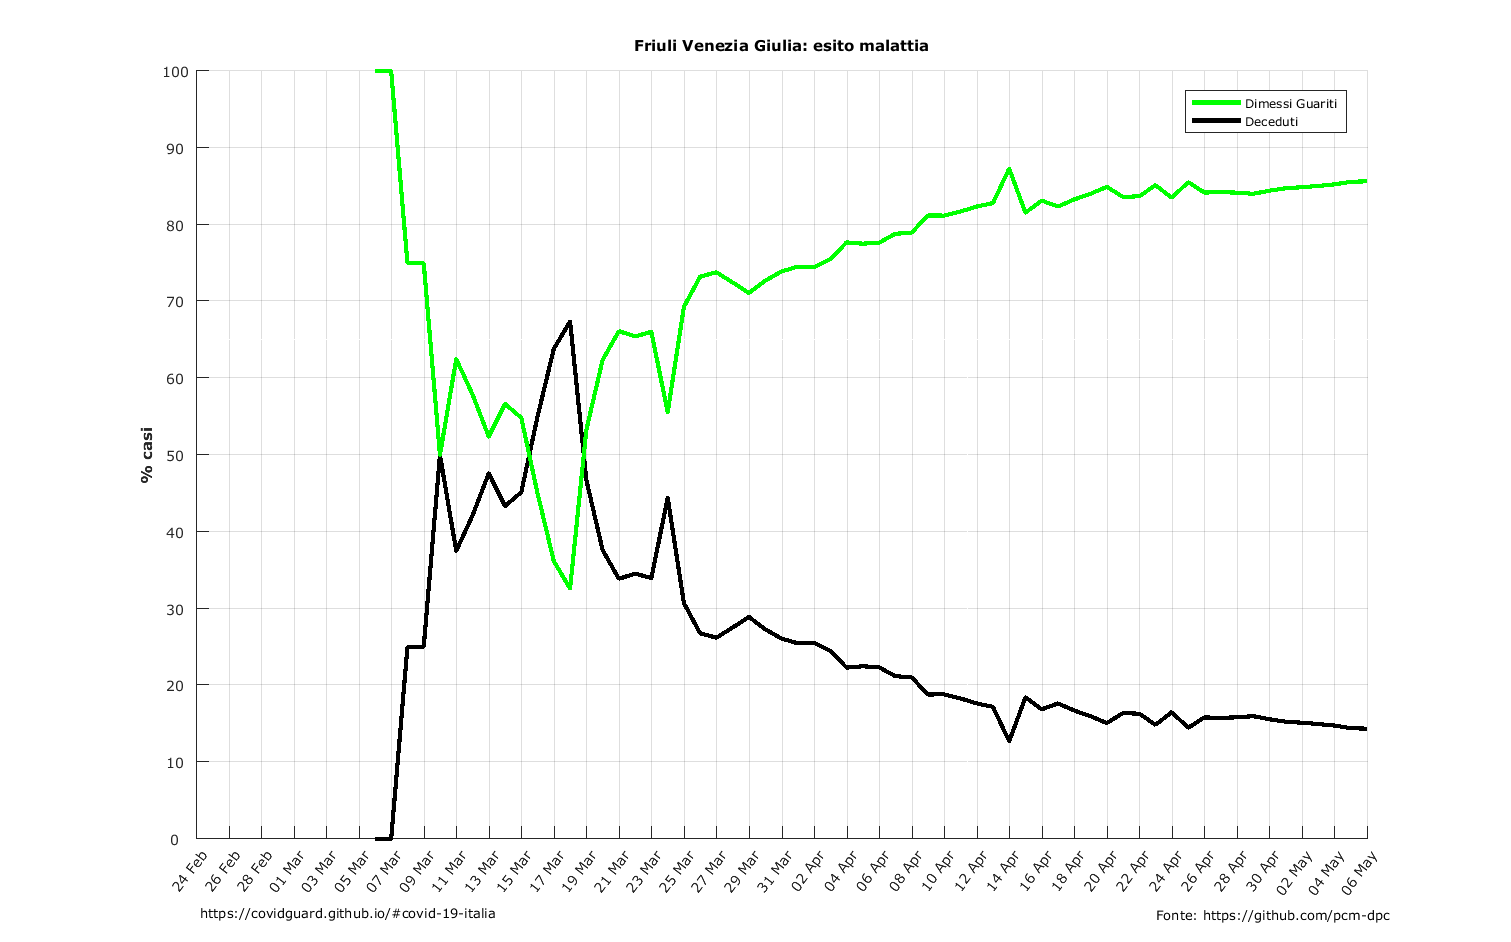 Friuli Venezia Giulia: esito malattia
Dimessi Guariti
Deceduti
% casi
100
90
80
70
60
50
40
30
20
10
0
24 Feb
26 Feb
28 Feb
01 Mar
03 Mar
05 Mar
07 Mar
09 Mar
11 Mar
13 Mar
15 Mar
17 Mar
19 Mar
21 Mar
23 Mar
25 Mar
27 Mar
29 Mar
31 Mar
02 Apr
04 Apr
06 Apr
08 Apr
10 Apr
12 Apr
14 Apr
16 Apr
18 Apr
20 Apr
22 Apr
24 Apr
26 Apr
28 Apr
30 Apr
02 May
04 May
06 May
https://covidguard.github.io/#covid-19-italia
Fonte: https://github.com/pcm-dpc